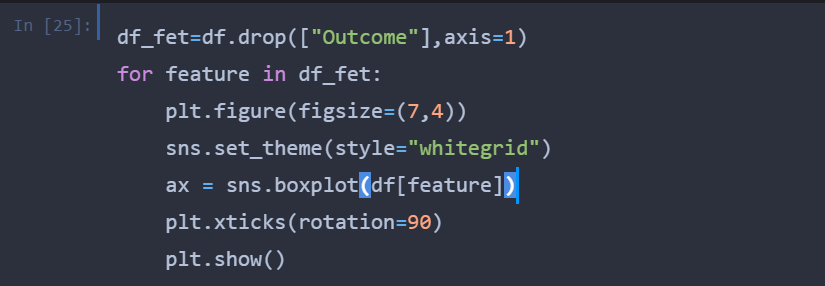 In [25]:
df_fet=df.drop(["Outcome"],axis=1)
for feature in df_fet:
    plt.figure(figsize=(7,4))
    sns.set_theme(style="whitegrid")
    ax = sns.boxplot(df[feature])
    plt.xticks(rotation=90)
    plt.show()